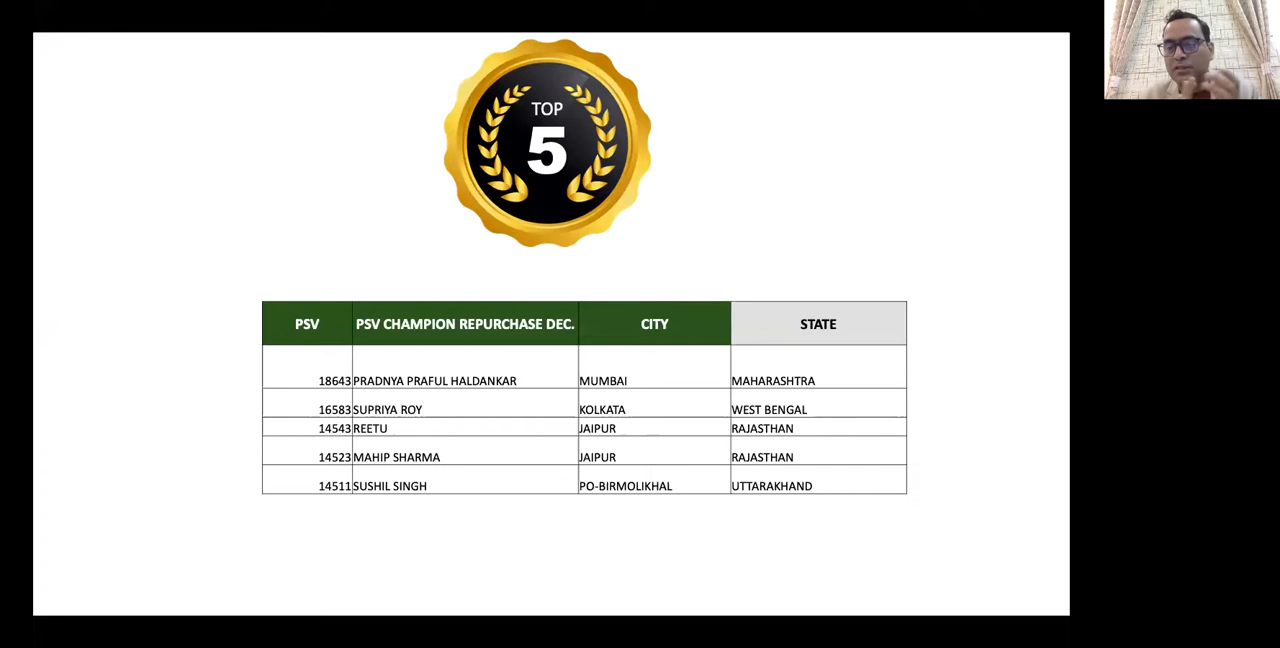 TOP
5
PSV PSV CHAMPION REPURCHASE DEC. CITY STATE
18643 PRADNYA PRAFUL HALDANKAR MUMBAI MAHARASHTRA
16583 SUPRIYA ROY KOLKATA WEST BENGAL
14543 REETU JAIPUR RAJASTHAN
14523 MAHIP SHARMA JAIPUR RAJASTHAN
14511 SUSHIL SINGH PO-BIRMOLIKHAL UTTARAKHAND